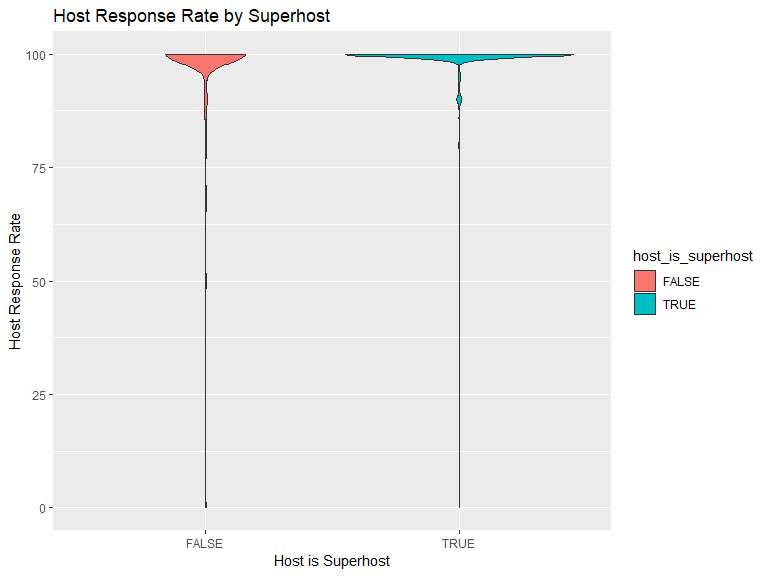 Host Response Rate by Superhost
100
75
50
25
0
Host Response Rate
FALSE
TRUE
Host is Superhost
host_is_superhost
FALSE
TRUE